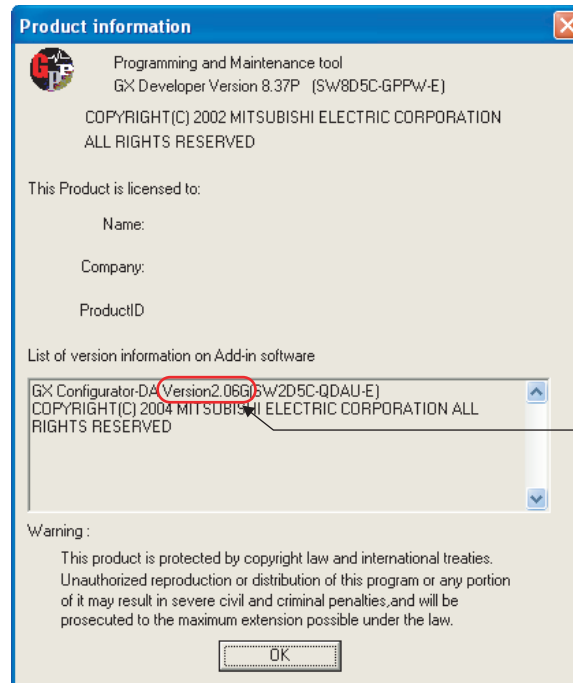 Product information
Programming and Maintenance tool
GX Developer Version 8.37P (SW8D5C-GPPW-E)
COPYRIGHT(C) 2002 MITSUBISHI ELECTRIC CORPORATION
ALL RIGHTS RESERVED
This Product is licensed to:
Name:
Company:
ProductID
List of version information on Add-in software
GX Configurator-DA Version2.06G(SW2D5C-QDAU-E)
COPYRIGHT(C) 2004 MITSUBISHI ELECTRIC CORPORATION ALL
RIGHTS RESERVED
Warning :
This product is protected by copyright law and international treaties.
Unauthorized reproduction or distribution of this program or any portion
of it may result in severe civil and criminal penalties,and will be
prosecuted to the maximum extension possible under the law.
OK